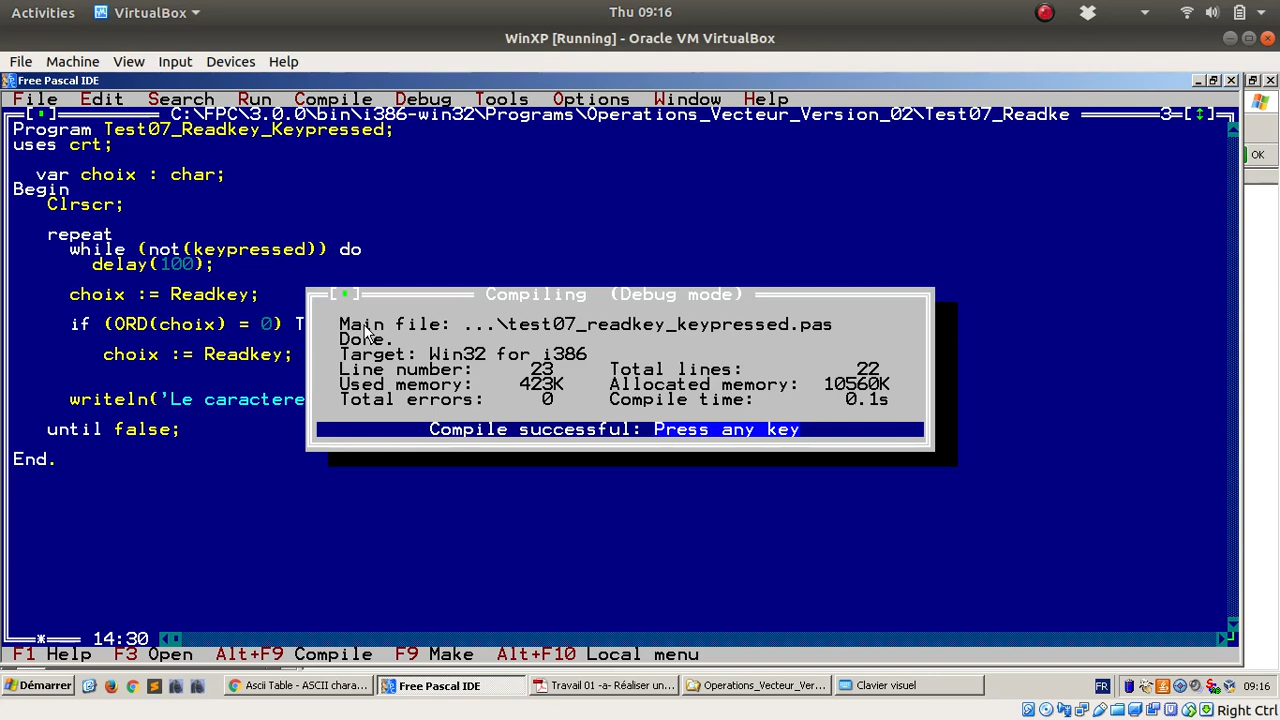 Activities VirtualBox Thu 09:16
WinXP [Running] - Oracle VM VirtualBox
File Machine View Input Devices Help
Free Pascal IDE
File Edit Search Run Compile Debug Tools Options Window Help
C:\FPC\3.0.0\bin\i386-win32\Programs\Operations_Vecteur_Version_02\Test07_Readke 3=[↕]
Program Test07_Readkey_Keypressed;
uses crt;
var choix : char;
Begin
Clrscr;
repeat
while (not(keypressed)) do
delay(100);
choix := Readkey;
if (ORD(choix) = 0) T
choix := Readkey;
writeln('Le caractere
until false;
End.
Compiling (Debug mode)
Main file: ...\test07_readkey_keypressed.pas
Done.
Target: Win32 for i386
Line number: 23 Total lines: 22
Used memory: 423K Allocated memory: 10560K
Total errors: 0 Compile time: 0.1s
Compile successful: Press any key
OK
* 14:30
F1 Help F3 Open Alt+F9 Compile F9 Make Alt+F10 Local menu
Démarrer Ascii Table - ASCII chara... Free Pascal IDE Travail 01 -a- Réaliser un... Operations_Vecteur_Ver... Clavier visuel FR 09:16
Right Ctrl